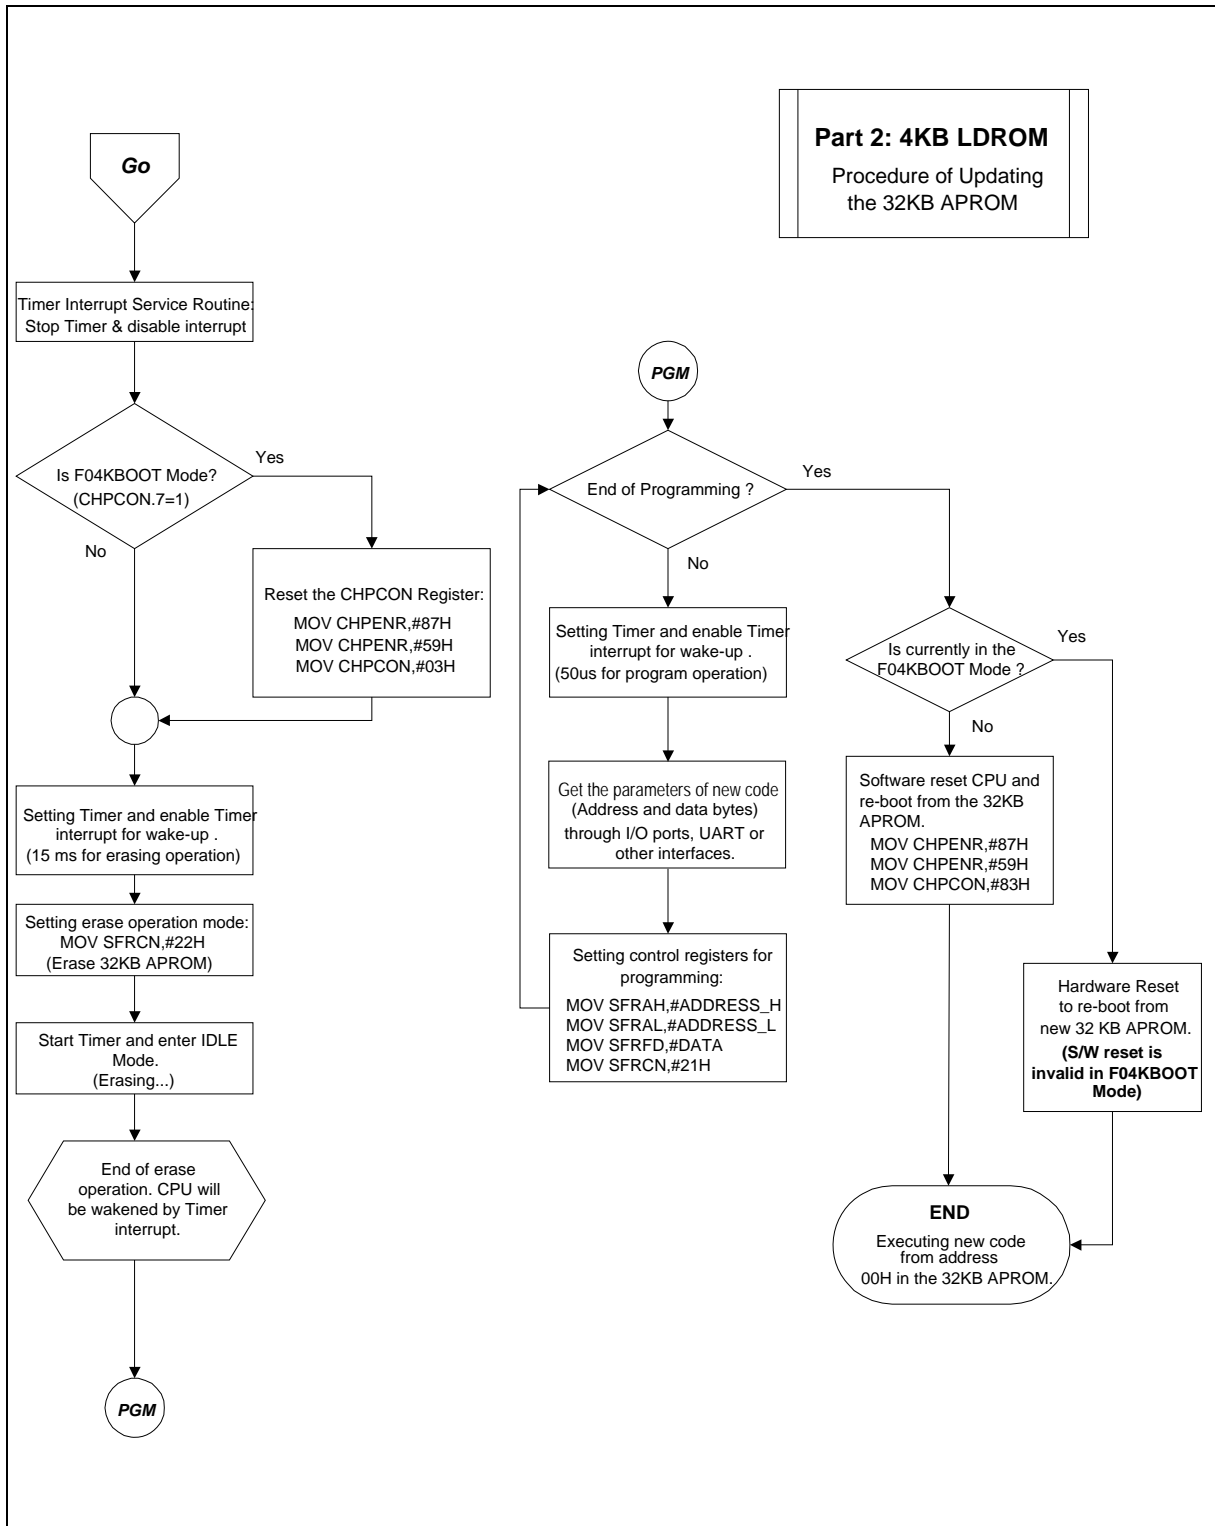 Part 2: 4KB LDROM
Procedure of Updating
the 32KB APROM
Go
Timer Interrupt Service Routine:
Stop Timer & disable interrupt
Is F04KBOOT Mode?
(CHPCON.7=1)
Yes
No
Reset the CHPCON Register:
MOV CHPENR,#87H
MOV CHPENR,#59H
MOV CHPCON,#03H
Setting Timer and enable Timer
interrupt for wake-up .
(15 ms for erasing operation)
Setting erase operation mode:
MOV SFRCN,#22H
(Erase 32KB APROM)
Start Timer and enter IDLE
Mode.
(Erasing...)
End of erase
operation. CPU will
be wakened by Timer
interrupt.
PGM
PGM
End of Programming ?
Yes
No
Setting Timer and enable Timer
interrupt for wake-up .
(50us for program operation)
Get the parameters of new code
(Address and data bytes)
through I/O ports, UART or
other interfaces.
Setting control registers for
programming:
MOV SFRAH,#ADDRESS_H
MOV SFRAL,#ADDRESS_L
MOV SFRFD,#DATA
MOV SFRCN,#21H
Is currently in the
F04KBOOT Mode ?
Yes
No
Software reset CPU and
re-boot from the 32KB
APROM.
MOV CHPENR,#87H
MOV CHPENR,#59H
MOV CHPCON,#83H
Hardware Reset
to re-boot from
new 32 KB APROM.
(S/W reset is
invalid in F04KBOOT
Mode)
END
Executing new code
from address
00H in the 32KB APROM.